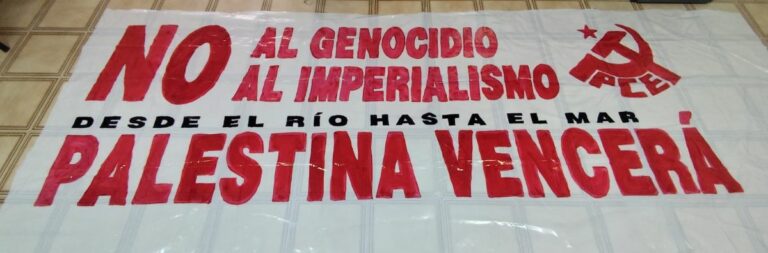 NO AL GENOCIDIO
AL IMPERIALISMO
PCE
DESDE EL RÍO HASTA EL MAR
PALESTINA VENCERÁ